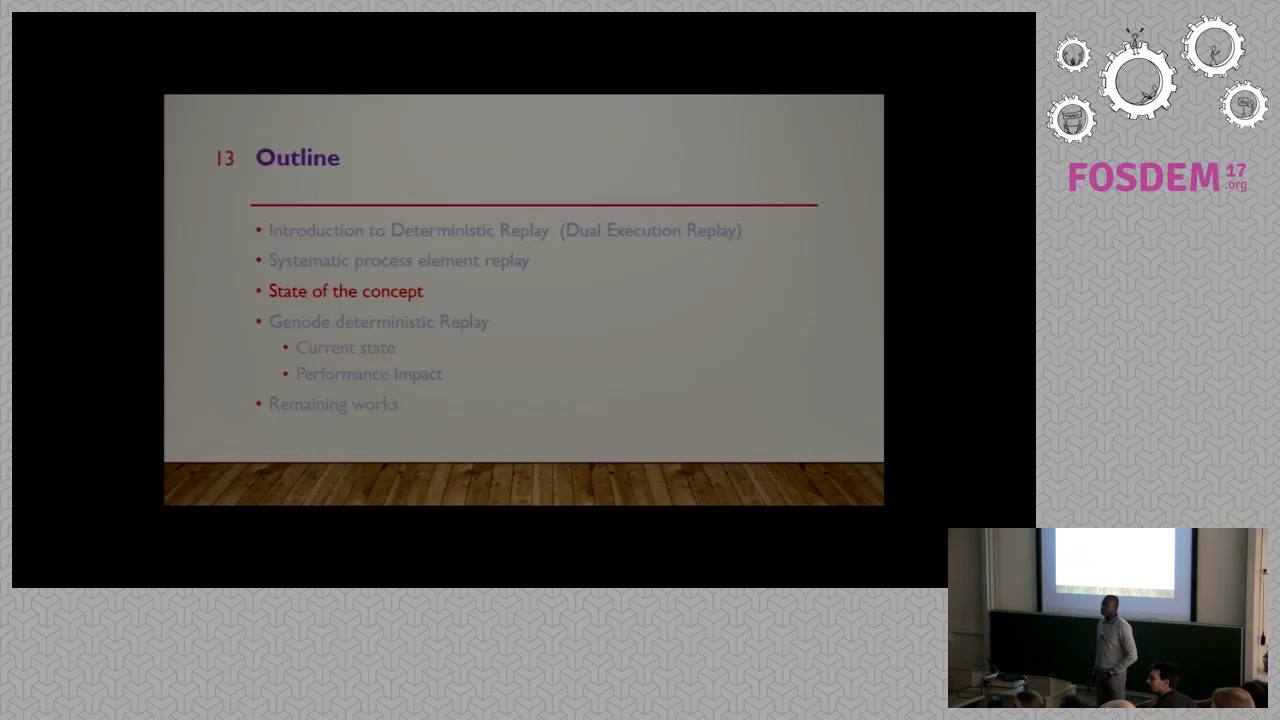 13 Outline
• Introduction to Deterministic Replay (Dual Execution Replay)
• Systematic process element replay
• State of the concept
• Genode deterministic Replay
• Current state
• Performance Impact
• Remaining works
FOSDEM 17
.org